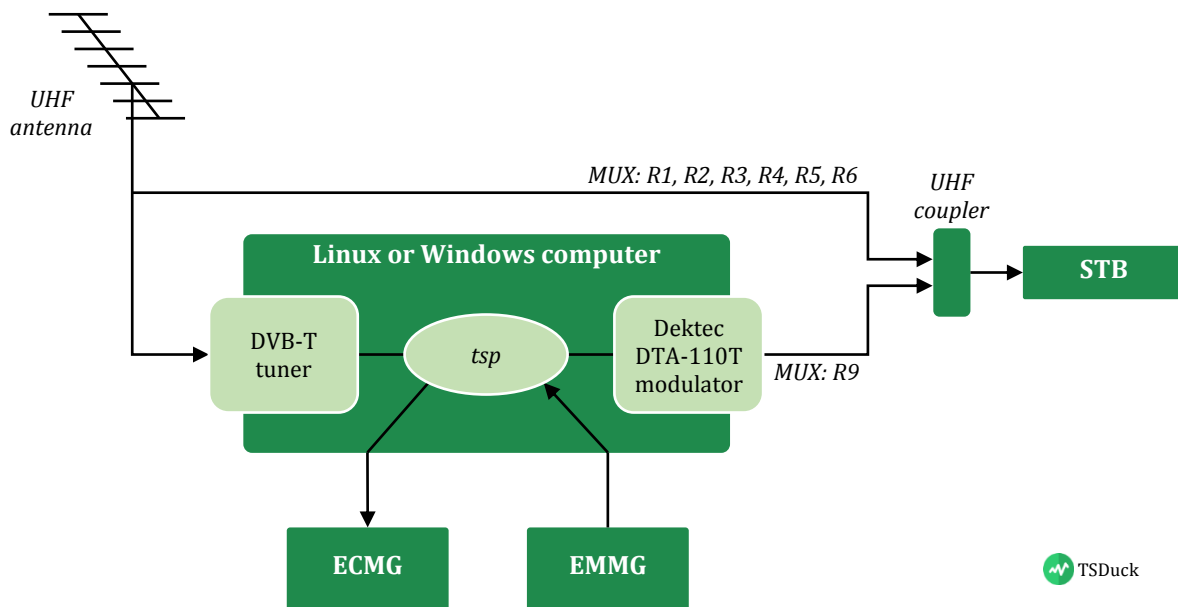 UHF
antenna
MUX: R1, R2, R3, R4, R5, R6
UHF
coupler
Linux or Windows computer
STB
DVB-T
tuner
tsp
Dektec
DTA-110T
modulator
MUX: R9
ECMG
EMMG
TSDuck